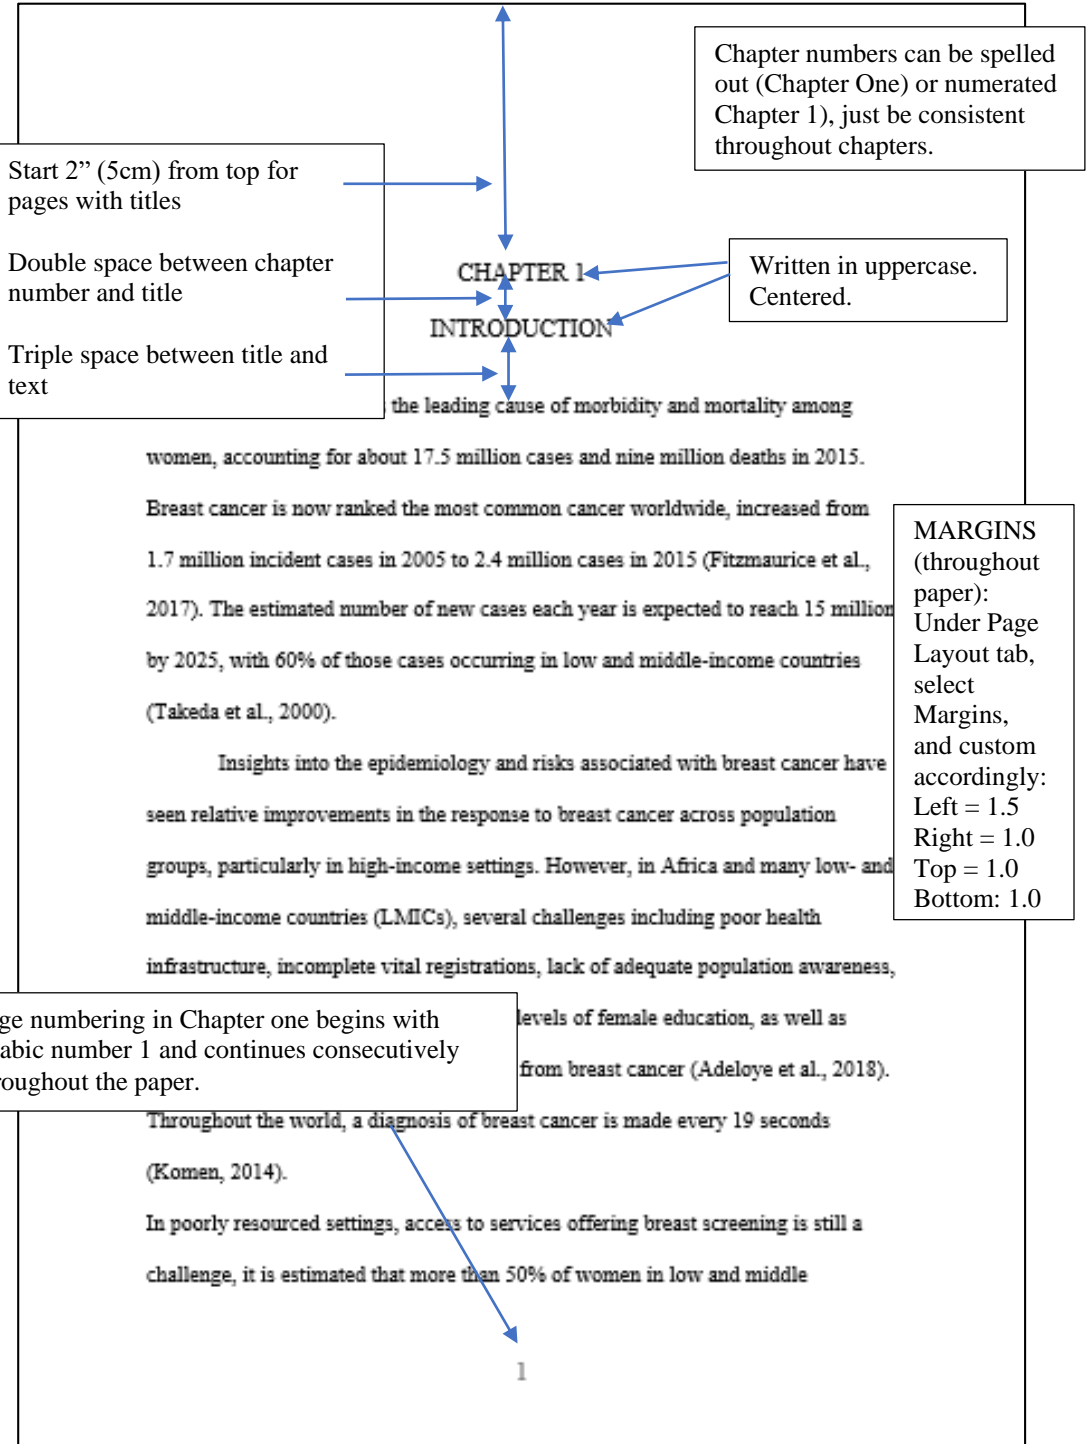 Chapter numbers can be spelled
out (Chapter One) or numerated
Chapter 1), just be consistent
throughout chapters.
Start 2” (5cm) from top for
pages with titles
Double space between chapter
number and title
Triple space between title and
text
CHAPTER 1
INTRODUCTION
Written in uppercase.
Centered.
the leading cause of morbidity and mortality among
women, accounting for about 17.5 million cases and nine million deaths in 2015.
Breast cancer is now ranked the most common cancer worldwide, increased from
1.7 million incident cases in 2005 to 2.4 million cases in 2015 (Fitzmaurice et al.,
2017). The estimated number of new cases each year is expected to reach 15 million
by 2025, with 60% of those cases occurring in low and middle-income countries
(Takeda et al., 2000).
Insights into the epidemiology and risks associated with breast cancer have
seen relative improvements in the response to breast cancer across population
groups, particularly in high-income settings. However, in Africa and many low- and
middle-income countries (LMICs), several challenges including poor health
infrastructure, incomplete vital registrations, lack of adequate population awareness,
levels of female education, as well as
from breast cancer (Adeloye et al., 2018).
Throughout the world, a diagnosis of breast cancer is made every 19 seconds
(Komen, 2014).
In poorly resourced settings, access to services offering breast screening is still a
challenge, it is estimated that more than 50% of women in low and middle
MARGINS
(throughout
paper):
Under Page
Layout tab,
select
Margins,
and custom
accordingly:
Left = 1.5
Right = 1.0
Top = 1.0
Bottom: 1.0
ge numbering in Chapter one begins with
abic number 1 and continues consecutively
roughout the paper.
1